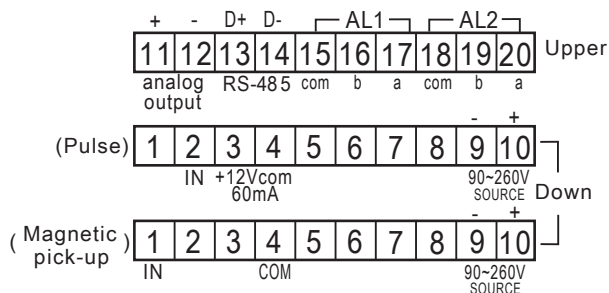 + - D+ D- AL1 AL2
11 12 13 14 15 16 17 18 19 20 Upper
analog output RS-485 com b a com b a
- +
(Pulse) 1 2 3 4 5 6 7 8 9 10
IN +12Vcom 60mA 90~260V SOURCE Down
- +
(Magnetic pick-up) 1 2 3 4 5 6 7 8 9 10
IN COM 90~260V
SOURCE